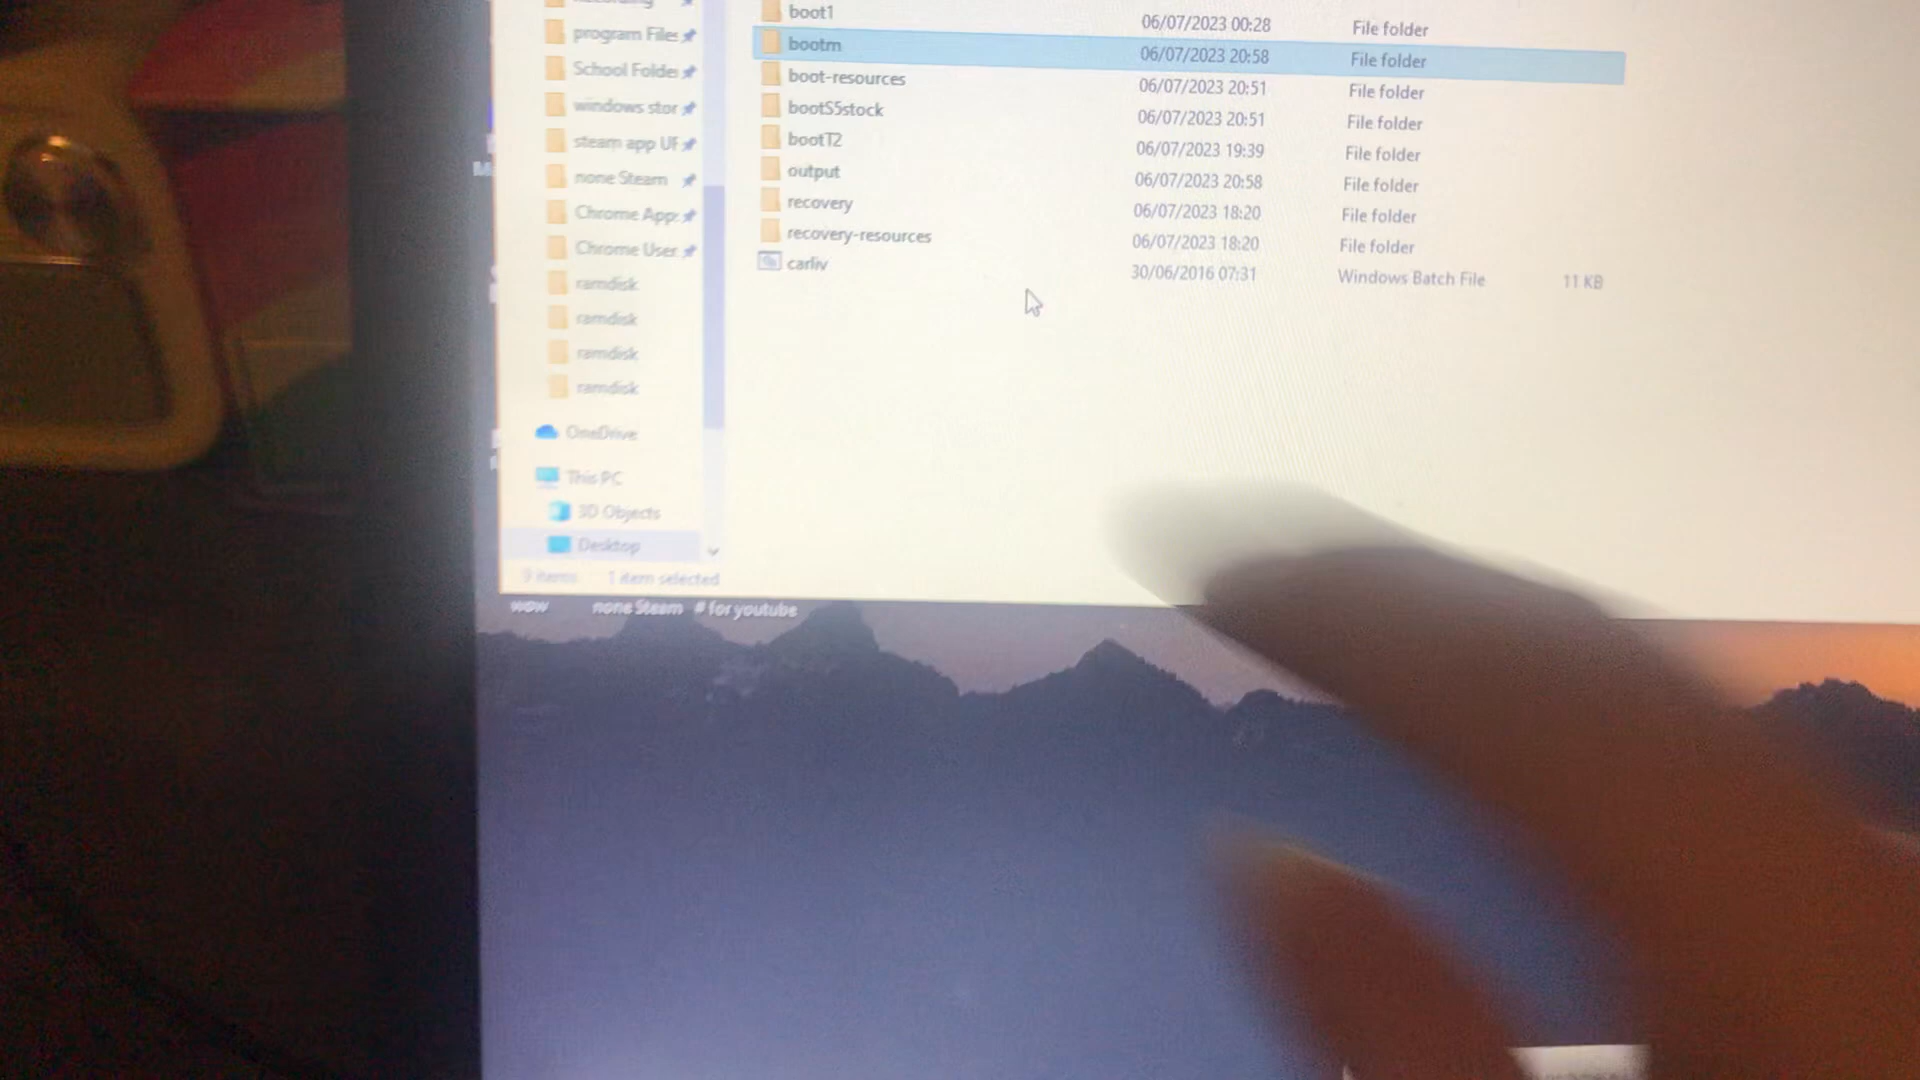 boot1 06/07/2023 00:28 File folder
bootm 06/07/2023 20:58 File folder
boot-resources 06/07/2023 20:51 File folder
bootS5stock 06/07/2023 20:51 File folder
bootT2 06/07/2023 19:39 File folder
output 06/07/2023 20:58 File folder
recovery 06/07/2023 18:20 File folder
recovery-resources 06/07/2023 18:20 File folder
carliv 30/06/2016 07:31 Windows Batch File 11 KB
program Files
School Folder
windows stor
steam app UF
none Steam
Chrome App
Chrome User
ramdisk
ramdisk
ramdisk
ramdisk
OneDrive
This PC
3D Objects
Desktop
9 items 1 item selected
wow none Steam # for youtube